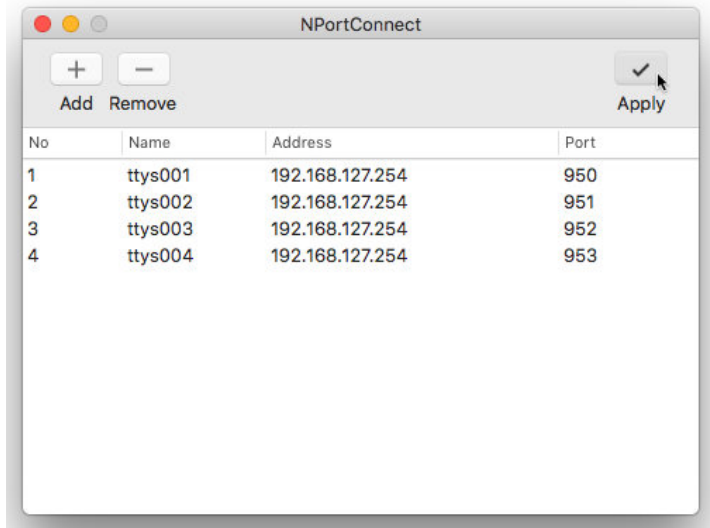 NPortConnect
Add Remove Apply
No Name Address Port
1 ttys001 192.168.127.254 950
2 ttys002 192.168.127.254 951
3 ttys003 192.168.127.254 952
4 ttys004 192.168.127.254 953